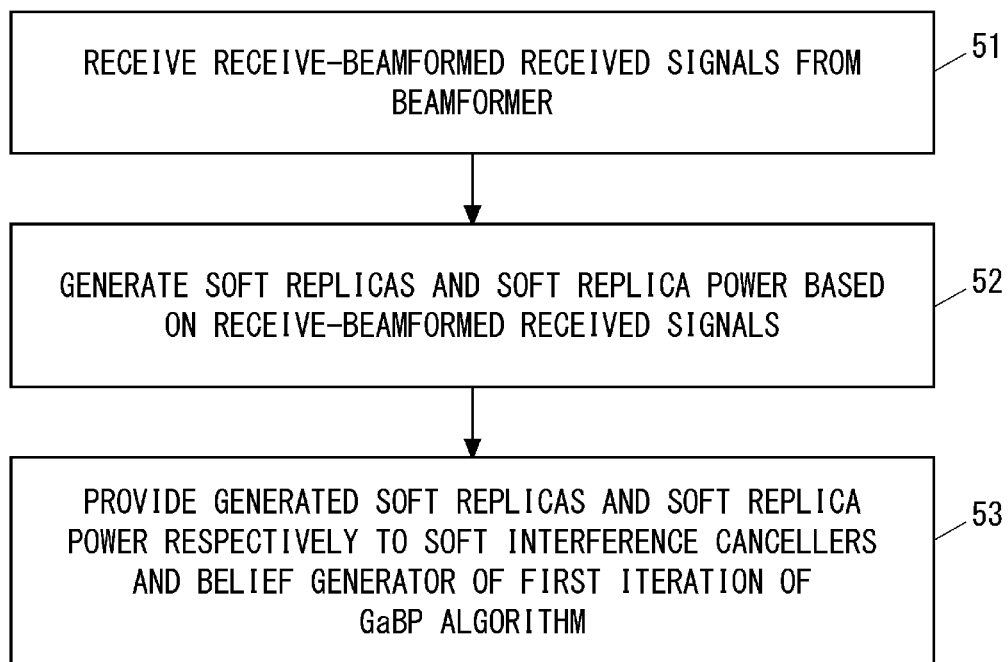 RECEIVE RECEIVE-BEAMFORMED RECEIVED SIGNALS FROM
BEAMFORMER
51
GENERATE SOFT REPLICAS AND SOFT REPLICA POWER BASED
ON RECEIVE-BEAMFORMED RECEIVED SIGNALS
52
PROVIDE GENERATED SOFT REPLICAS AND SOFT REPLICA
POWER RESPECTIVELY TO SOFT INTERFERENCE CANCELLERS
AND BELIEF GENERATOR OF FIRST ITERATION OF
GaBP ALGORITHM
53